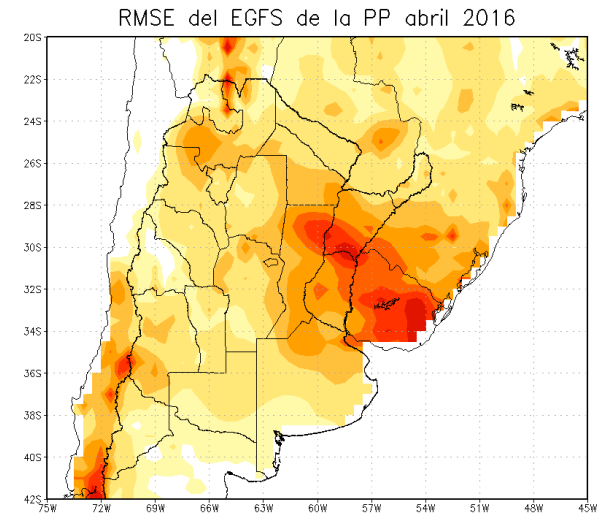 RMSE del EGFS de la PP abril 2016
20S
22S
24S
26S
28S
30S
32S
34S
36S
38S
40S
42S
75W 72W 69W 66W 63W 60W 57W 54W 51W 48W 45W